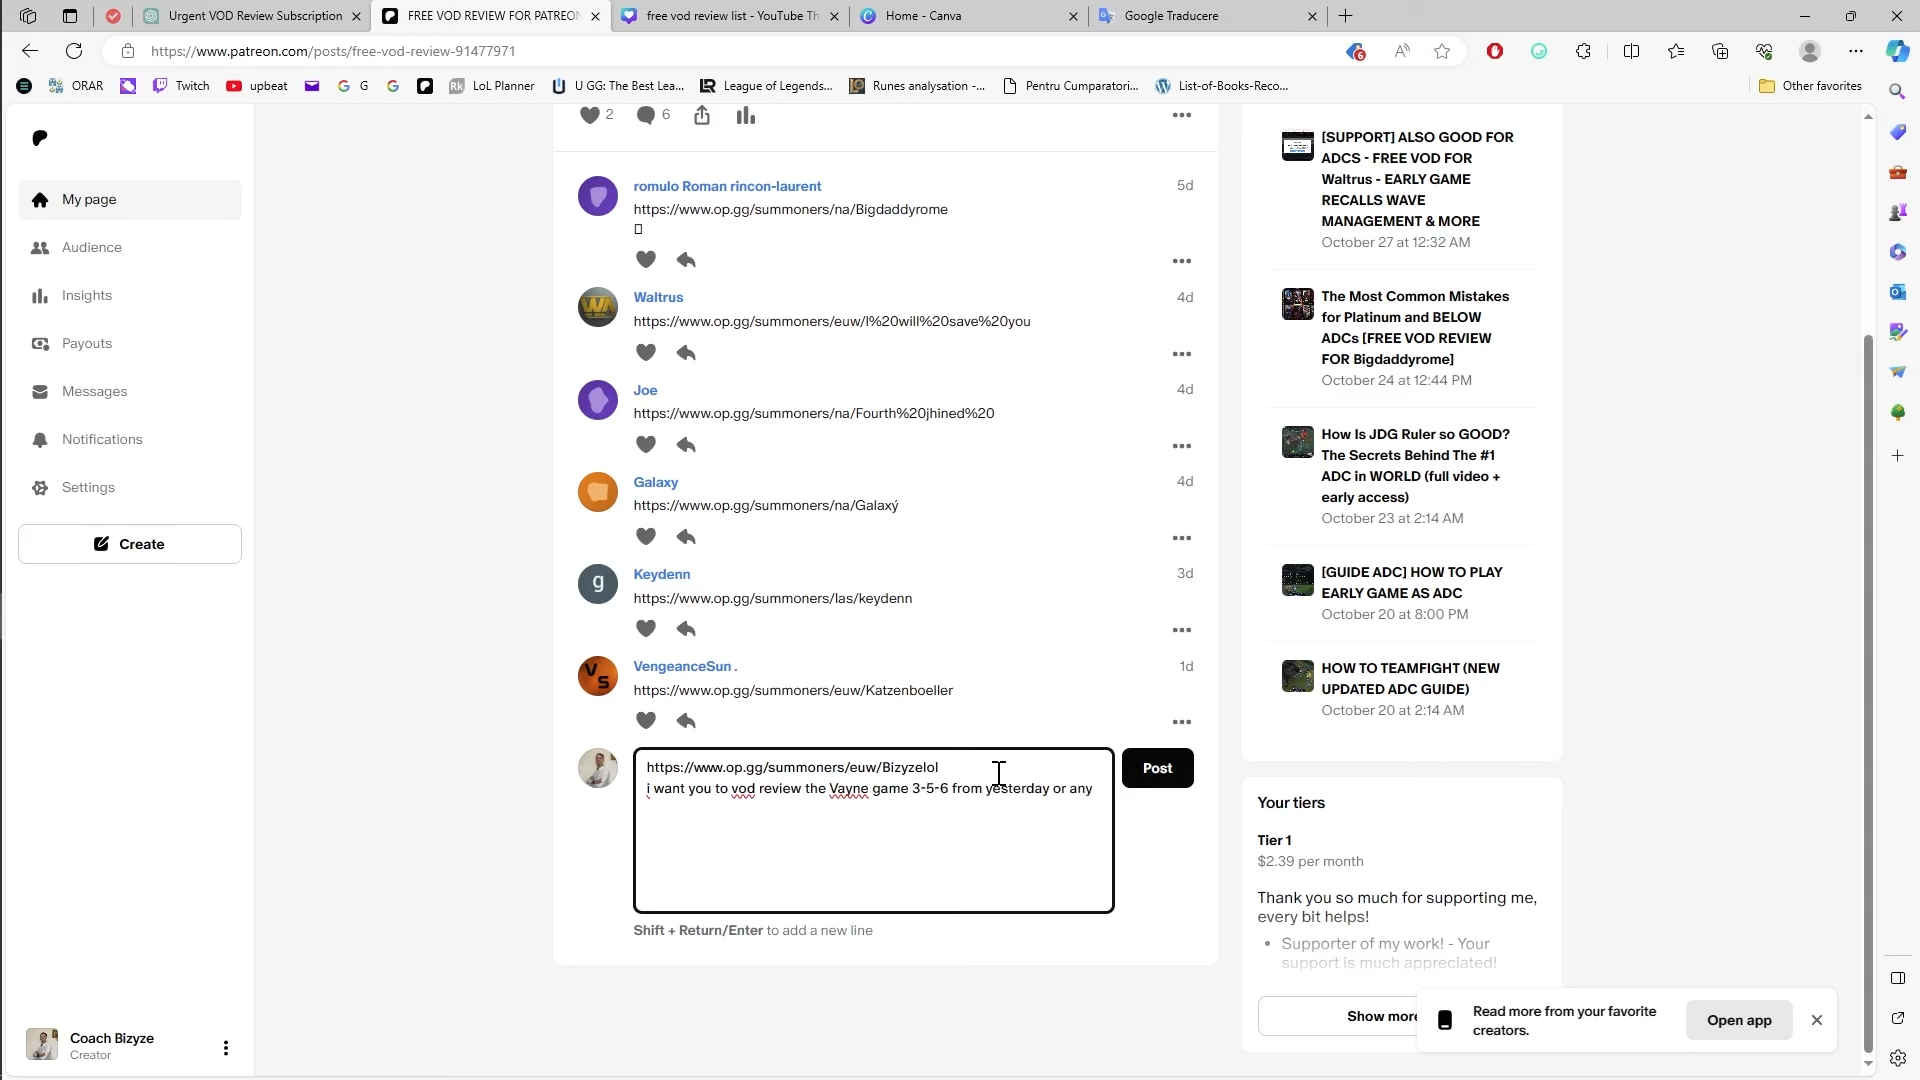 Urgent VOD Review Subscription
FREE VOD REVIEW FOR PATREON
free vod review list - YouTube Th
Home - Canva
Google Traducere
https://www.patreon.com/posts/free-vod-review-91477971
6
ORAR
Twitch
upbeat
G
LoL Planner
U GG: The Best Lea...
League of Legends...
Runes analysation -...
Pentru Cumparatori...
List-of-Books-Reco...
Other favorites
My page
Audience
Insights
Payouts
Messages
Notifications
Settings
Create
Coach Bizyze
Creator
2
6
romulo Roman rincon-laurent
5d
https://www.op.gg/summoners/na/Bigdaddyrome
Waltrus
4d
https://www.op.gg/summoners/euw/I%20will%20save%20you
Joe
4d
https://www.op.gg/summoners/na/Fourth%20jhined%20
Galaxy
4d
https://www.op.gg/summoners/na/Galaxý
g
Keydenn
3d
https://www.op.gg/summoners/las/keydenn
VS
VengeanceSun .
1d
https://www.op.gg/summoners/euw/Katzenboeller
https://www.op.gg/summoners/euw/Bizyzelol
i want you to vod review the Vayne game 3-5-6 from yesterday or any
Post
Shift + Return/Enter to add a new line
[SUPPORT] ALSO GOOD FOR
ADCS - FREE VOD FOR
Waltrus - EARLY GAME
RECALLS WAVE
MANAGEMENT & MORE
October 27 at 12:32 AM
The Most Common Mistakes
for Platinum and BELOW
ADCs [FREE VOD REVIEW
FOR Bigdaddyrome]
October 24 at 12:44 PM
How Is JDG Ruler so GOOD?
The Secrets Behind The #1
ADC in WORLD (full video +
early access)
October 23 at 2:14 AM
[GUIDE ADC] HOW TO PLAY
EARLY GAME AS ADC
October 20 at 8:00 PM
HOW TO TEAMFIGHT (NEW
UPDATED ADC GUIDE)
October 20 at 2:14 AM
Your tiers
Tier 1
$2.39 per month
Thank you so much for supporting me,
every bit helps!
• Supporter of my work! - Your
support is much appreciated!
Show more
Read more from your favorite
creators.
Open app